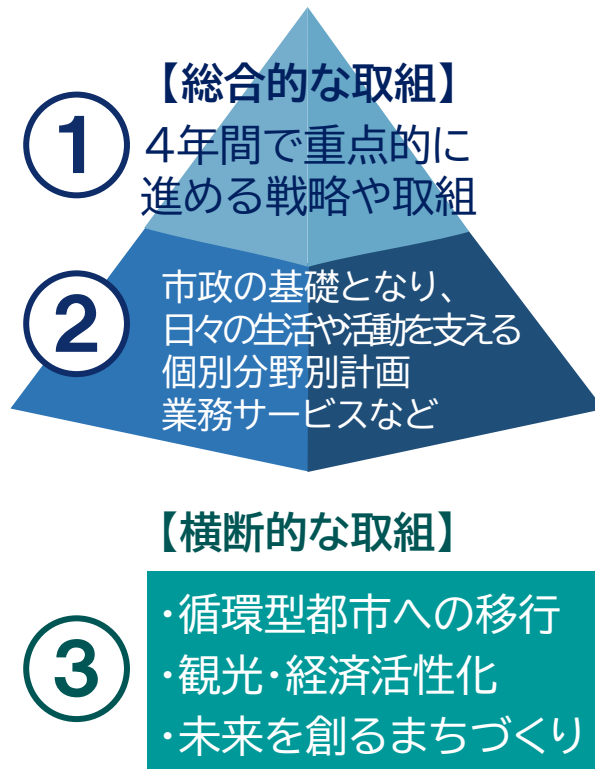 【総合的な取組】
① 4年間で重点的に
進める戦略や取組
② 市政の基礎となり、
日々の生活や活動を支える
個別分野別計画
業務サービスなど
【横断的な取組】
③ ・循環型都市への移行
・観光・経済活性化
・未来を創るまちづくり